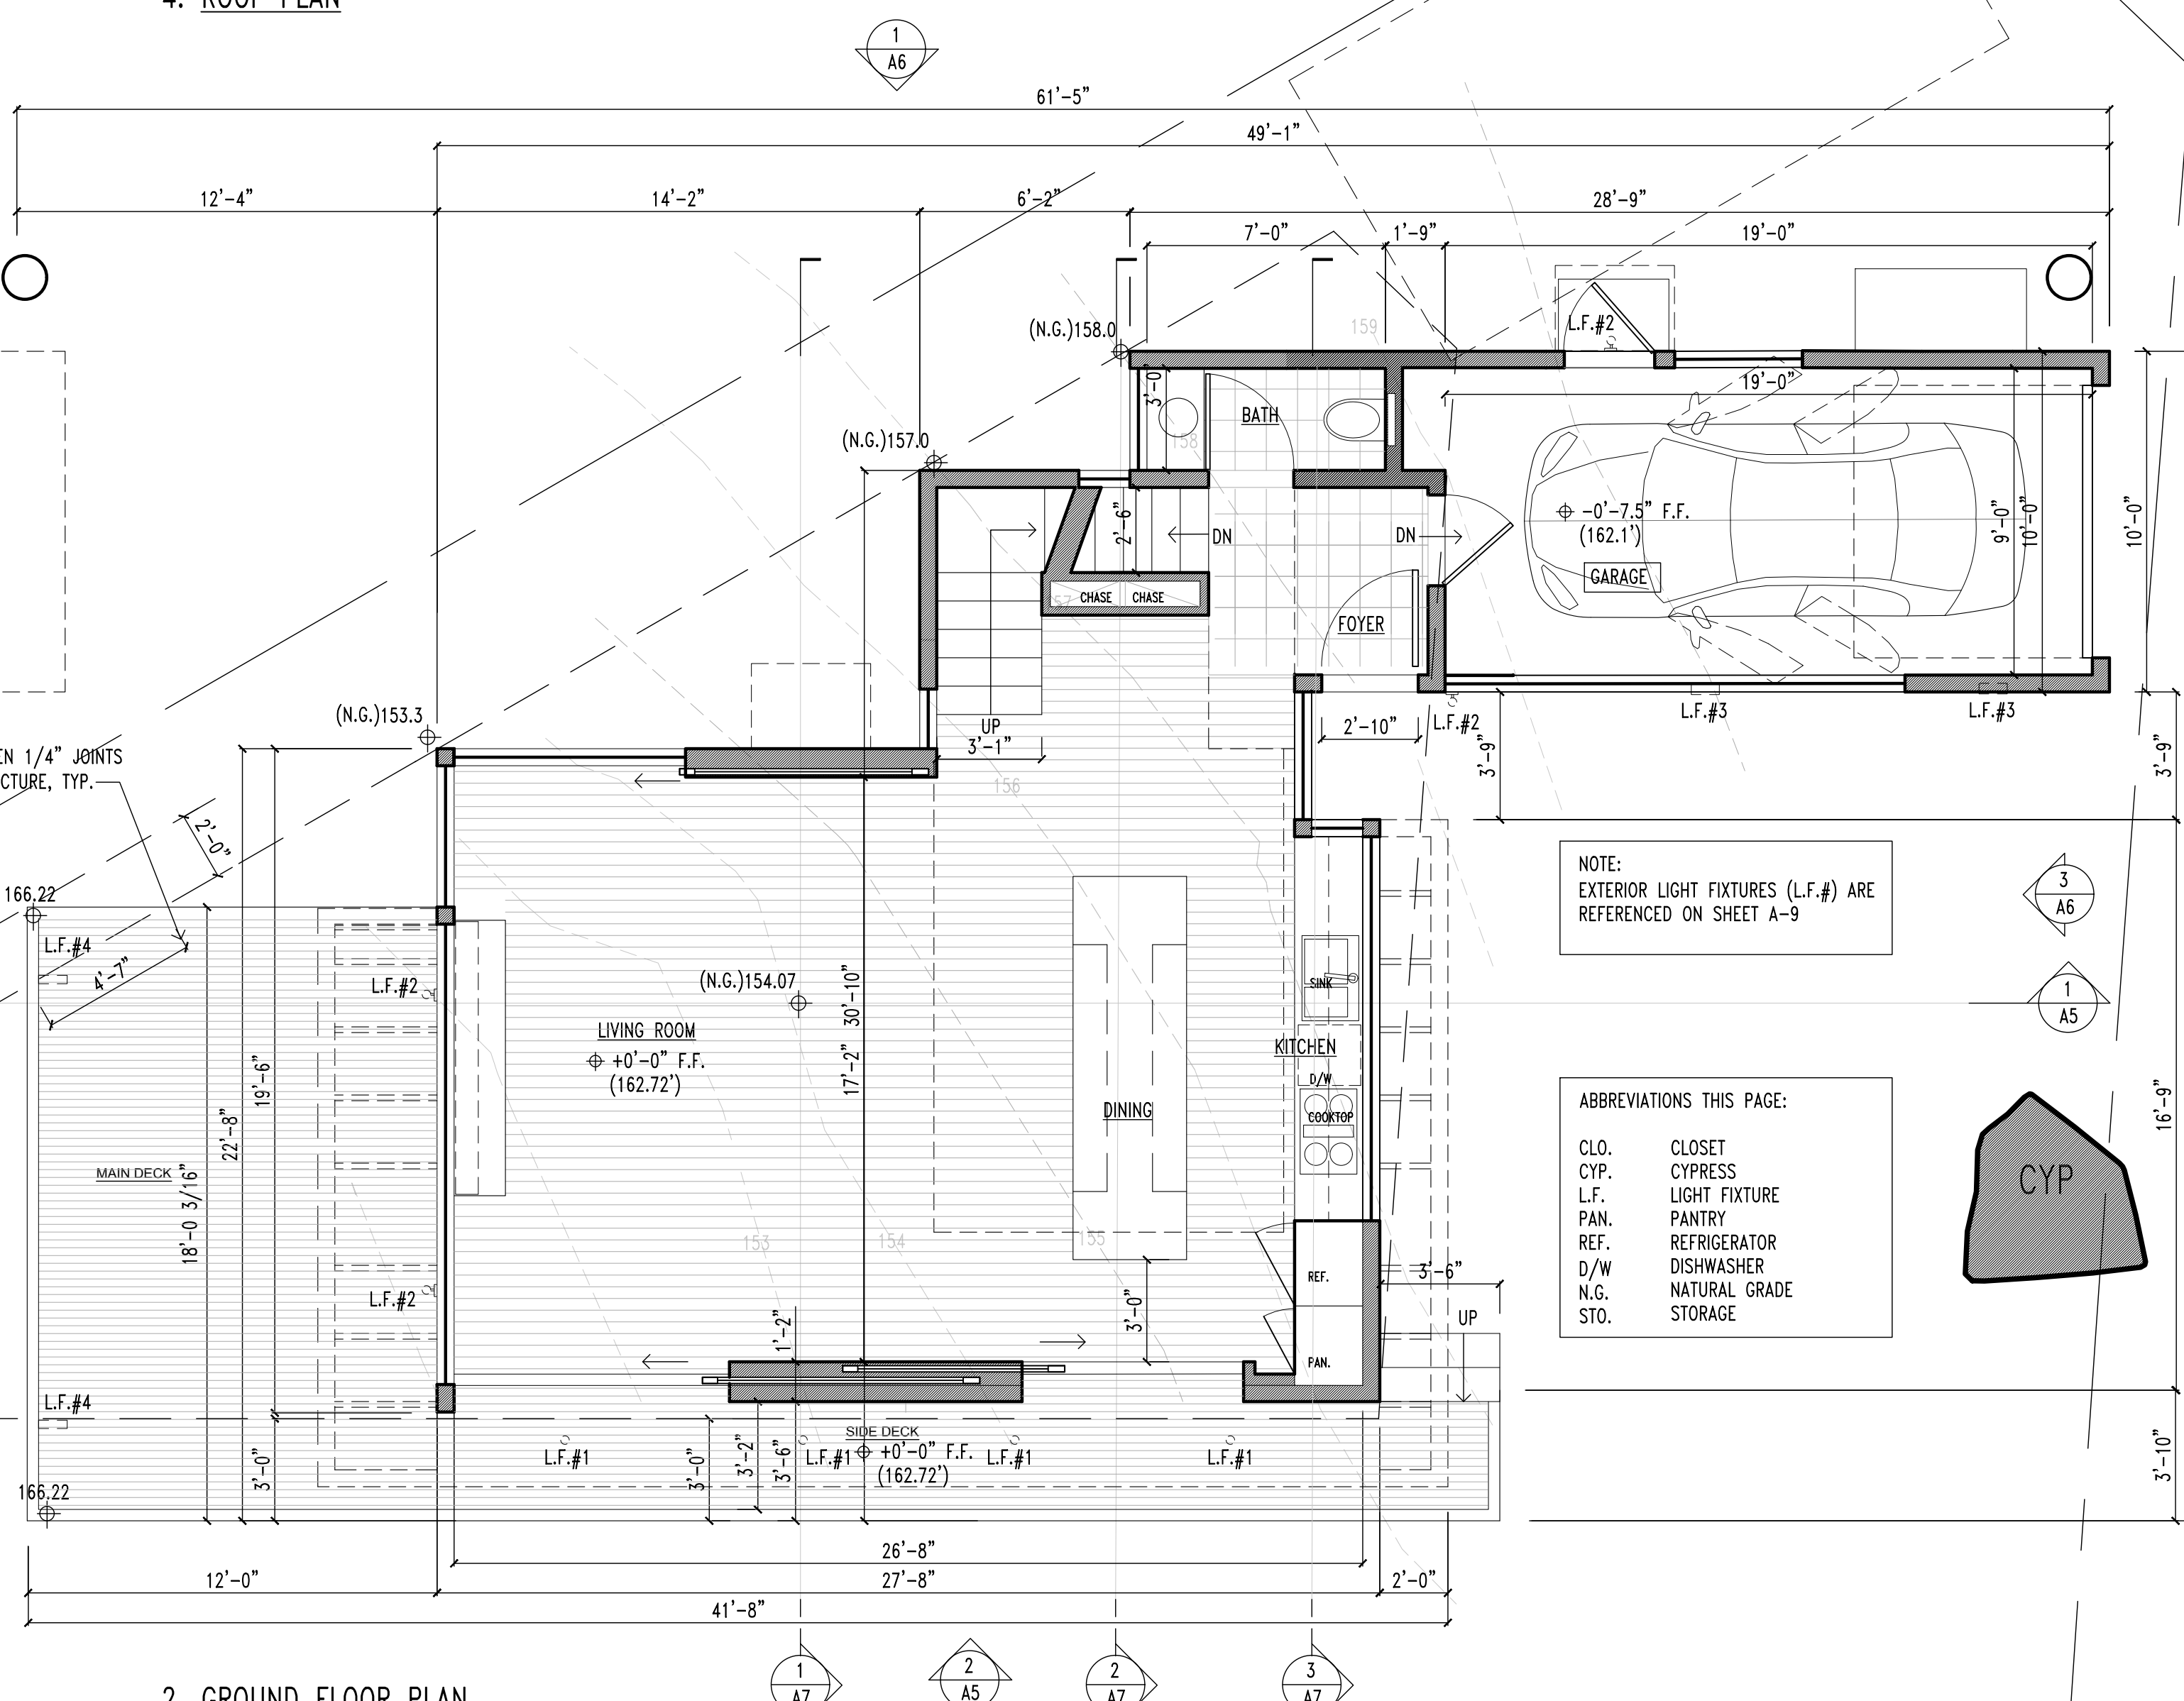 4. ROOF PLAN
1
A6
61'-5"
49'-1"
12'-4"
14'-2"
6'-2"
28'-9"
7'-0"
1'-9"
19'-0"
(N.G.)158.0
159
L.F.#2
3'-0"
BATH
158
19'-0"
(N.G.)157.0
2'-6"
DN
DN
-0'-7.5" F.F.
(162.1')
GARAGE
9'-0"
10'-0"
10'-0"
CHASE
CHASE
157
FOYER
(N.G.)153.3
UP
3'-1"
2'-10"
L.F.#2
L.F.#3
L.F.#3
3'-9"
3'-9"
EN 1/4" JOINTS
CTURE, TYP.
156
2'-0"
166.22
L.F.#4
4'-7"
L.F.#2
(N.G.)154.07
30'-10"
17'-2"
LIVING ROOM
+0'-0" F.F.
(162.72')
SINK
KITCHEN
D/W
COOKTOP
DINING
NOTE:
EXTERIOR LIGHT FIXTURES (L.F.#) ARE
REFERENCED ON SHEET A-9
3
A6
1
A5
19'-6"
22'-8"
18'-0 3/16"
MAIN DECK
ABBREVIATIONS THIS PAGE:
CLO. CLOSET
CYP. CYPRESS
L.F. LIGHT FIXTURE
PAN. PANTRY
REF. REFRIGERATOR
D/W DISHWASHER
N.G. NATURAL GRADE
STO. STORAGE
CYP
16'-9"
153
154
155
L.F.#2
REF.
3'-6"
3'-0"
1'-2"
UP
PAN.
L.F.#4
SIDE DECK
+0'-0" F.F.
(162.72')
L.F.#1
L.F.#1
L.F.#1
L.F.#1
3'-0"
3'-0"
3'-2"
3'-6"
3'-10"
166.22
26'-8"
12'-0"
27'-8"
2'-0"
41'-8"
1
A7
2
A5
2
A7
3
A7
2. GROUND FLOOR PLAN